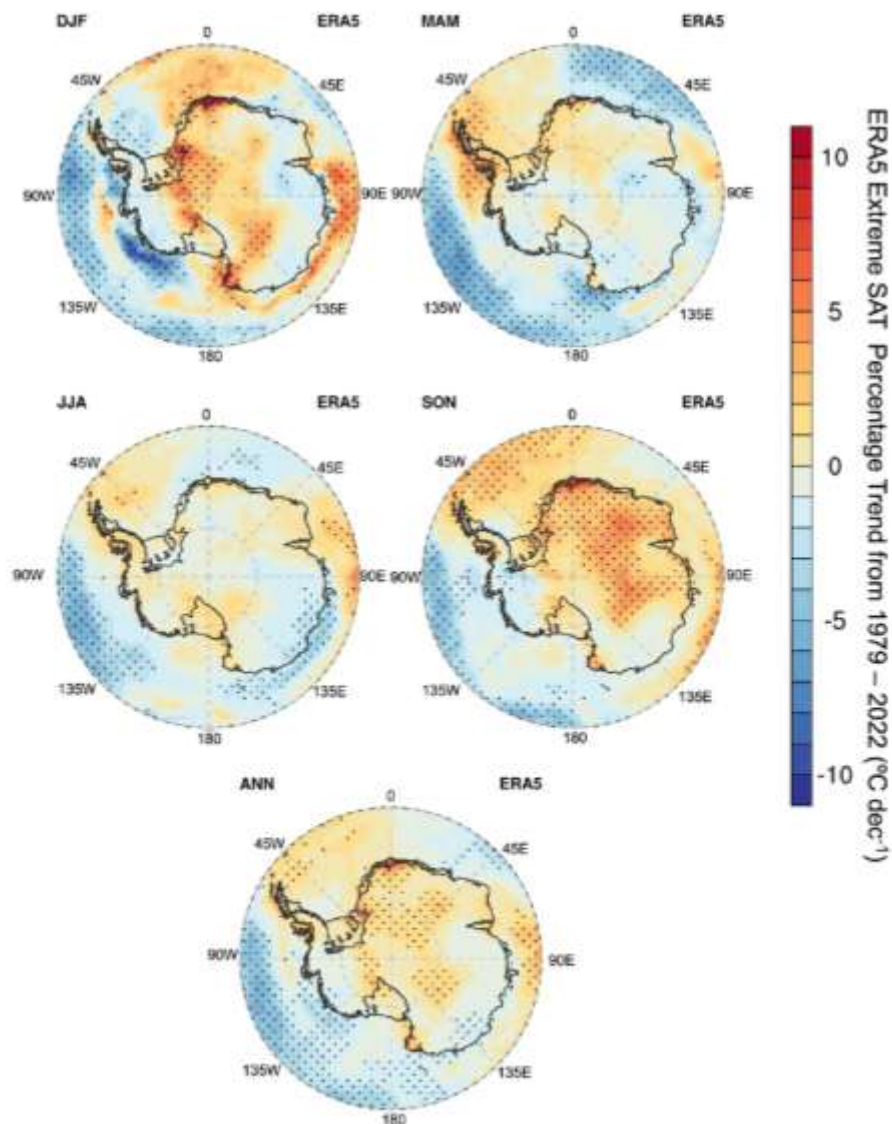 DJF
ERA5
0
45W
45E
90W
90E
135W
135E
180
MAM
ERA5
0
45W
45E
90W
90E
135W
135E
180
JJA
ERA5
0
45W
45E
90W
90E
135W
135E
180
SON
ERA5
0
45W
45E
90W
90E
135W
135E
180
ANN
ERA5
0
45W
45E
90W
90E
135W
135E
180
10
5
0
-5
-10
ERA5 Extreme SAT Percentage Trend from 1979 – 2022 (ºC dec⁻¹)